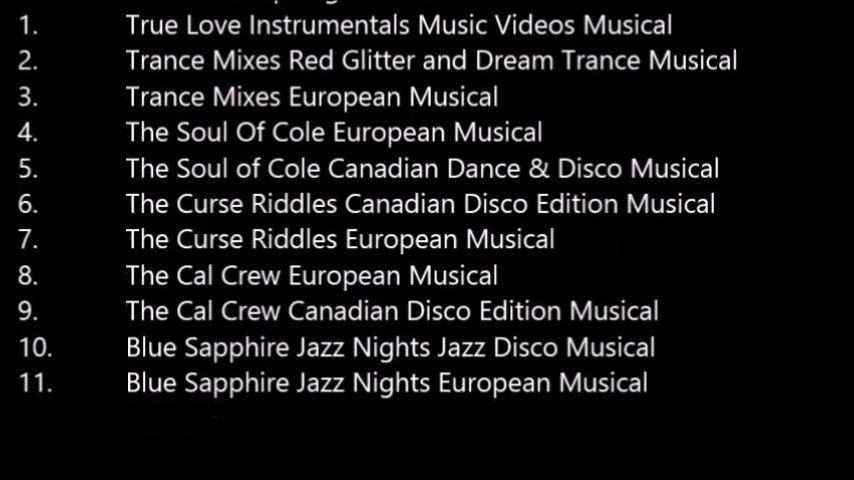 1. True Love Instrumentals Music Videos Musical
2. Trance Mixes Red Glitter and Dream Trance Musical
3. Trance Mixes European Musical
4. The Soul Of Cole European Musical
5. The Soul of Cole Canadian Dance & Disco Musical
6. The Curse Riddles Canadian Disco Edition Musical
7. The Curse Riddles European Musical
8. The Cal Crew European Musical
9. The Cal Crew Canadian Disco Edition Musical
10. Blue Sapphire Jazz Nights Jazz Disco Musical
11. Blue Sapphire Jazz Nights European Musical